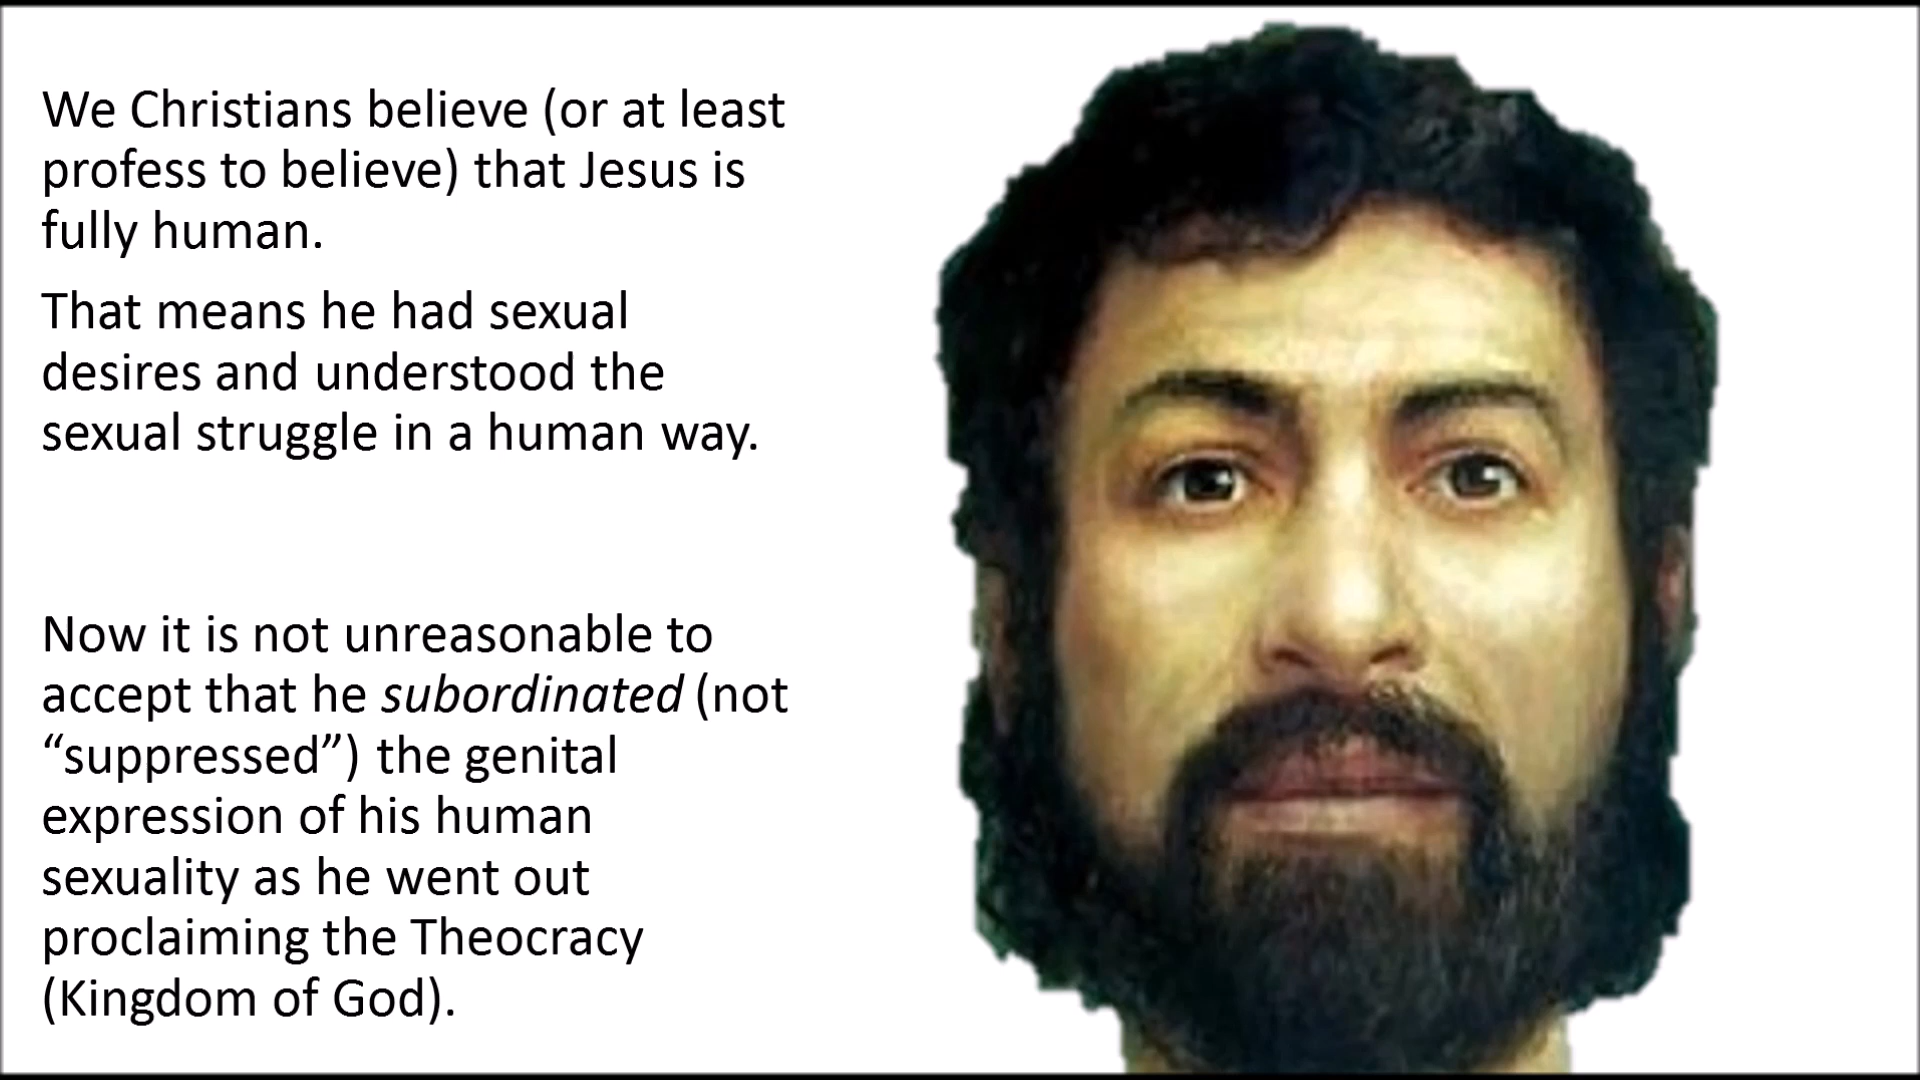 We Christians believe (or at least
profess to believe) that Jesus is
fully human.
That means he had sexual
desires and understood the
sexual struggle in a human way.
Now it is not unreasonable to
accept that he subordinated (not
“suppressed”) the genital
expression of his human
sexuality as he went out
proclaiming the Theocracy
(Kingdom of God).